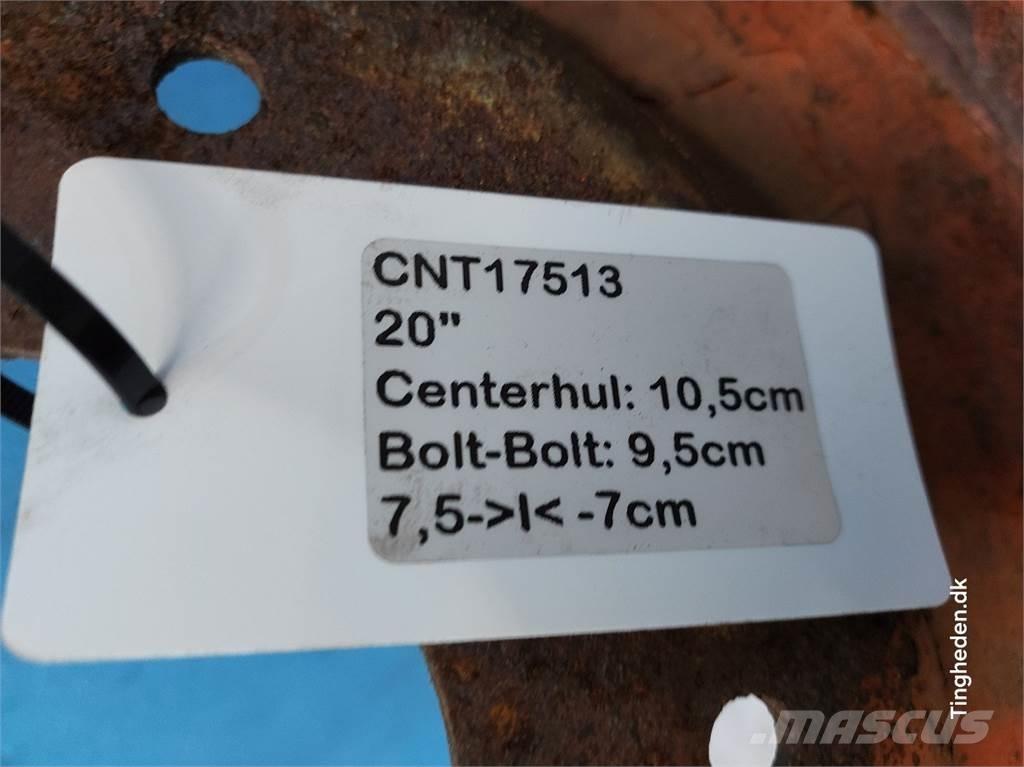 CNT17513
20"
Centerhul: 10,5cm
Bolt-Bolt: 9,5cm
7,5->I< -7cm
Tingheden.dk
MASCUS